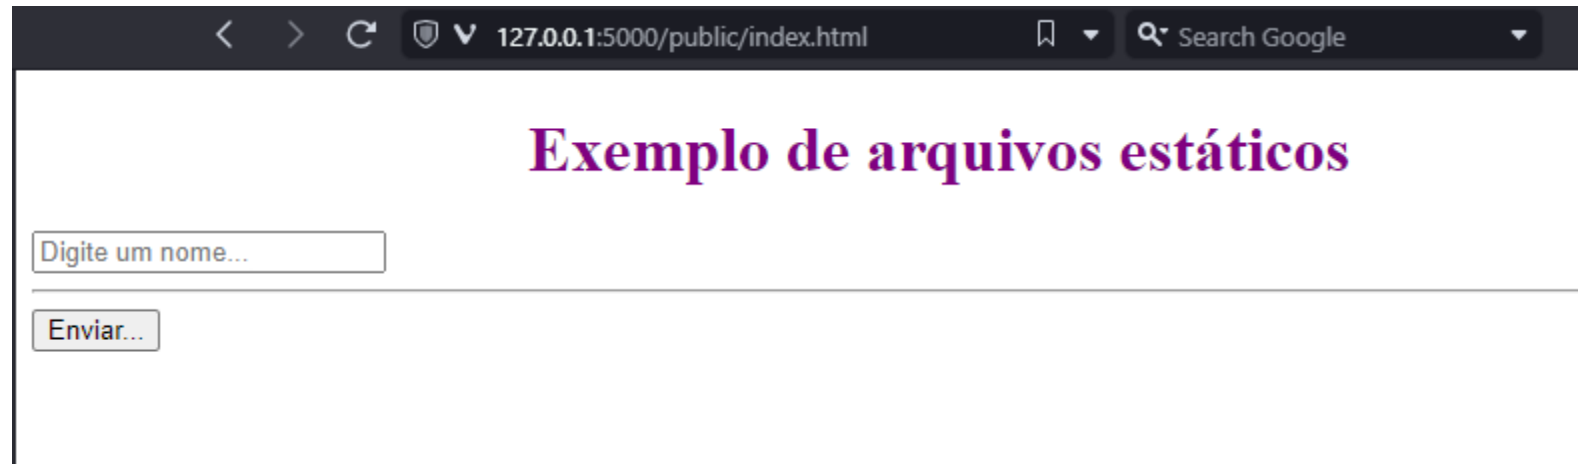 127.0.0.1:5000/public/index.html
Search Google
Exemplo de arquivos estáticos
Digite um nome...
Enviar...